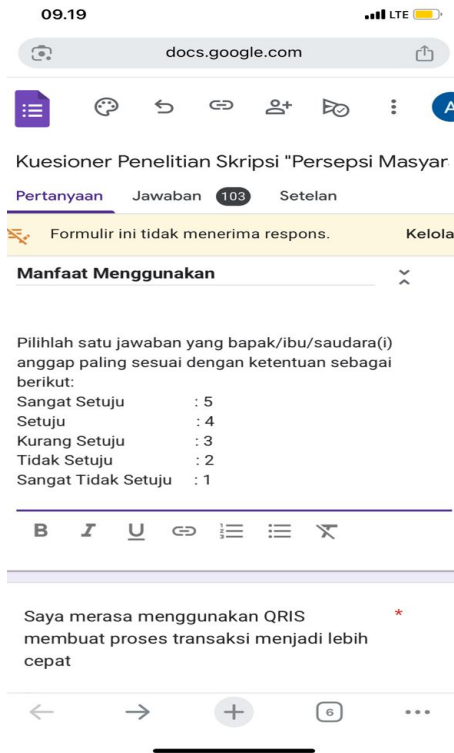 09.19
LTE
docs.google.com
A
Kuesioner Penelitian Skripsi "Persepsi Masyar
Pertanyaan Jawaban 103 Setelan
Formulir ini tidak menerima respons. Kelola
Manfaat Menggunakan
Pilihlah satu jawaban yang bapak/ibu/saudara(i)
anggap paling sesuai dengan ketentuan sebagai
berikut:
Sangat Setuju : 5
Setuju : 4
Kurang Setuju : 3
Tidak Setuju : 2
Sangat Tidak Setuju : 1
B I U
Saya merasa menggunakan QRIS *
membuat proses transaksi menjadi lebih
cepat
6